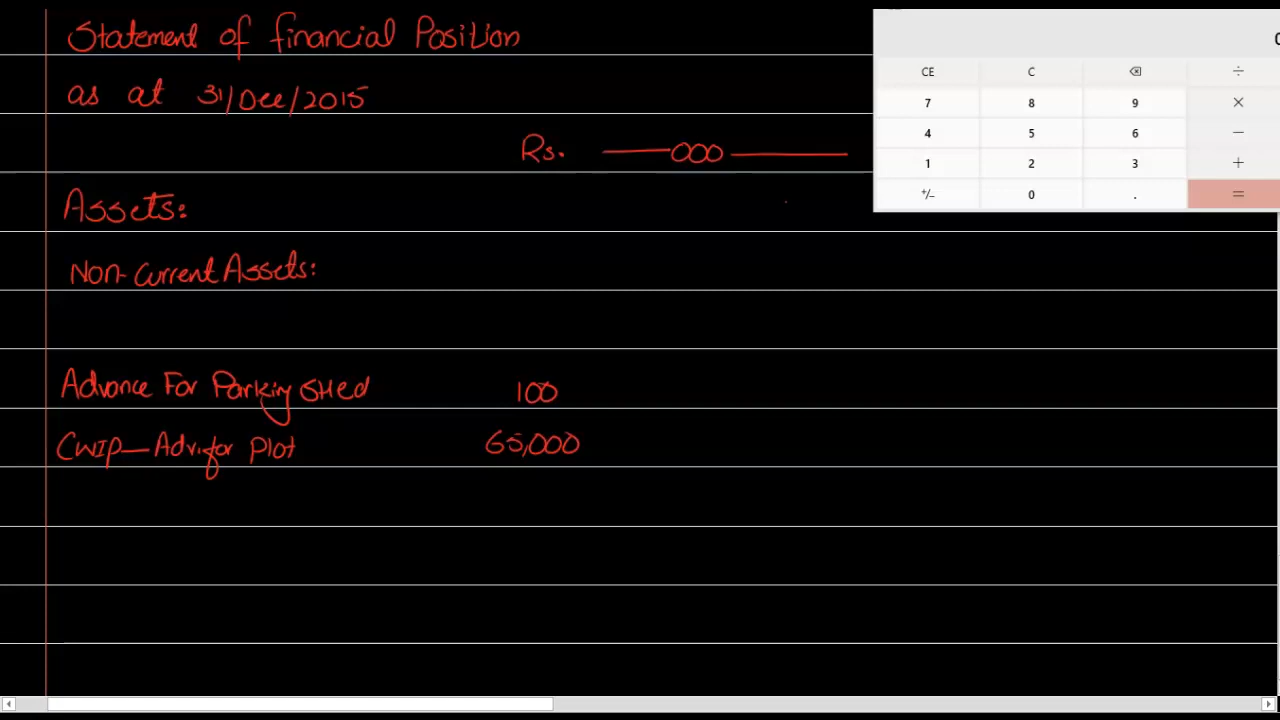 Statement of financial Position
as at 31/Dec/2015
Rs. —000—
Assets:
Non-Current Assets:
Advance For Parking SHed 100
CWIP—Adv.for Plot 65,000
CE C ⌫ ÷
7 8 9 ×
4 5 6 −
1 2 3 +
+/− 0 . =